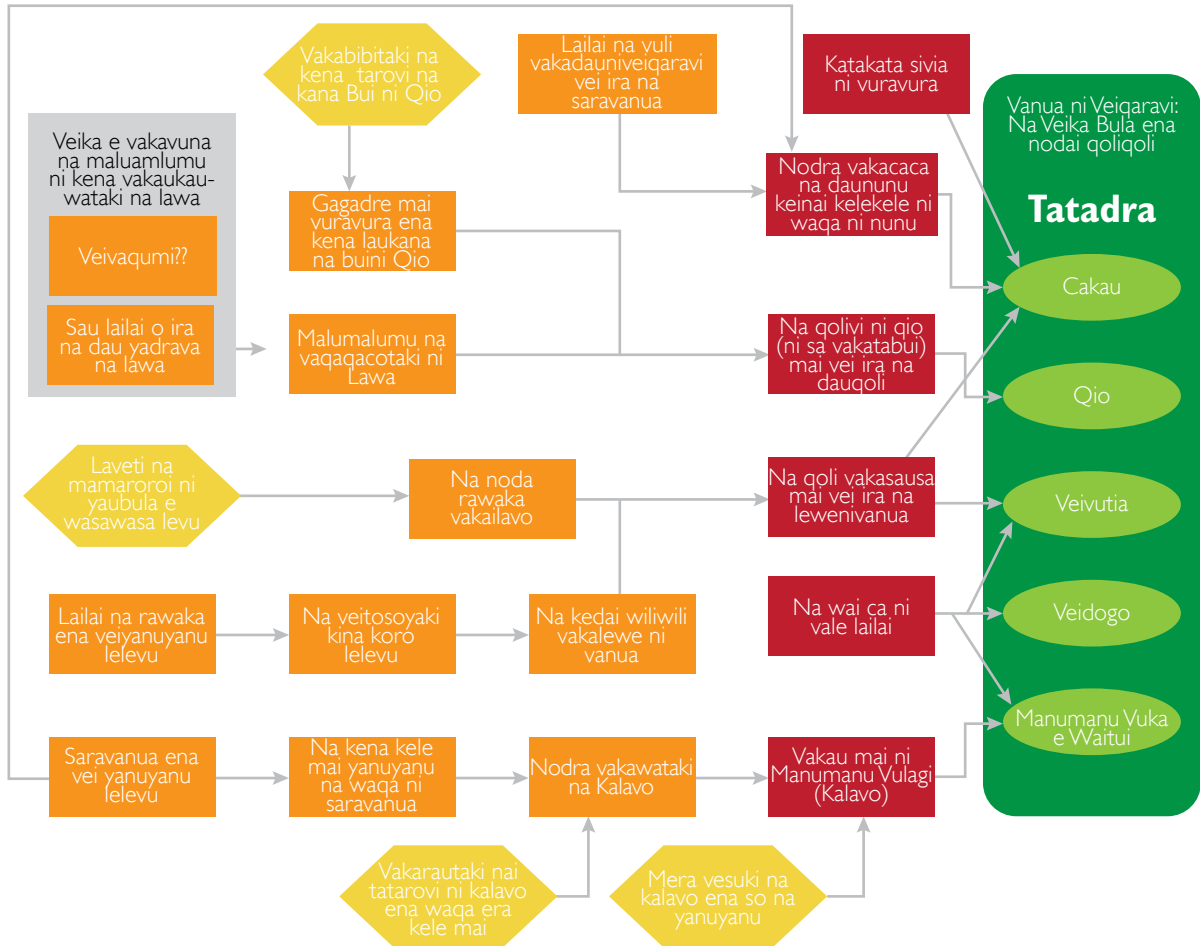 Vakabibitaki na
kena tarovi na
kana Bui ni Qio
Lailai na yuli
vakadauniveiqaravi
vei ira na
saravanua
Katakata sivia
ni vuravura
Vanua ni Veiqaravi:
Na Veika Bula ena
nodai qoliqoli
Tatadra
Veika e vakavuna
na maluamlumu
ni kena vakaukau-
wataki na lawa
Veivaqumi??
Sau lailai o ira
na dau yadrava
na lawa
Gagadre mai
vuravura ena
kena laukana
na buini Qio
Nodra vakacaca
na daununu
keinai kelekele ni
waqa ni nunu
Cakau
Malumalumu na
vaqaqacotaki ni
Lawa
Na qolivi ni qio
(ni sa vakatabui)
mai vei ira na
dauqoli
Qio
Laveti na
mamaroroi ni
yaubula e
wasawasa levu
Na noda
rawaka
vakailavo
Na qoli vakasausa
mai vei ira na
lewenivanua
Veivutia
Lailai na rawaka
ena veiyanuyanu
lelevu
Na veitosoyaki
kina koro
lelevu
Na kedai wiliwili
vakalewe ni
vanua
Na wai ca ni
vale lailai
Veidogo
Saravanua ena
vei yanuyanu
lelevu
Na kena kele
mai yanuyanu
na waqa ni
saravanua
Nodra vakawataki
na Kalavo
Vakau mai ni
Manumanu Vulagi
(Kalavo)
Manumanu Vuka
e Waitui
Vakarautaki nai
tatarovi ni kalavo
ena waqa era
kele mai
Mera vesuki na
kalavo ena so na
yanuyanu